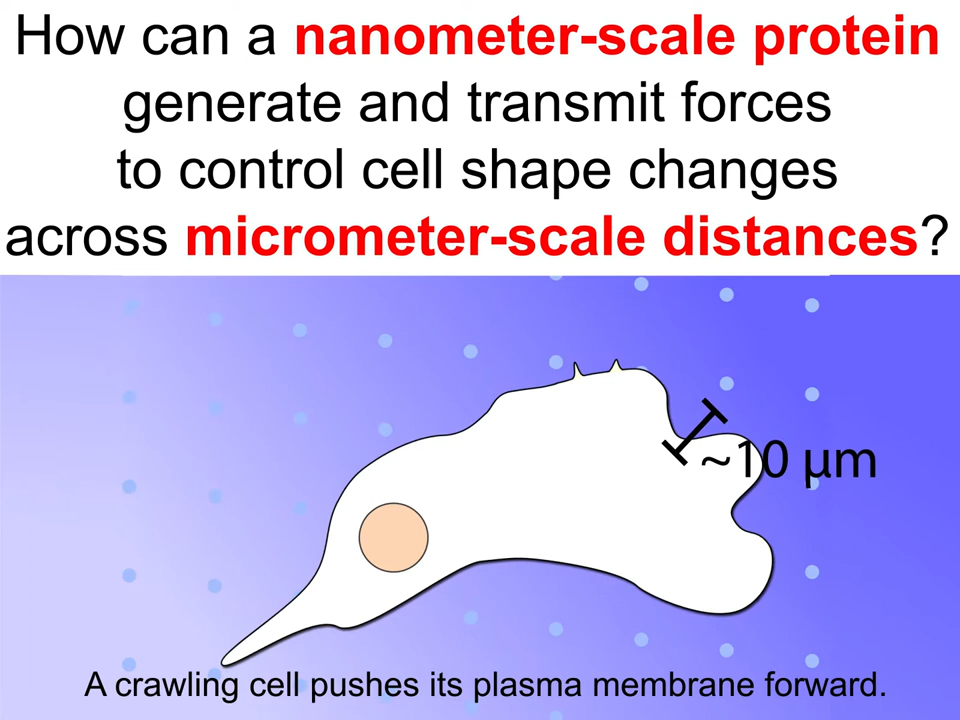 How can a nanometer-scale protein
generate and transmit forces
to control cell shape changes
across micrometer-scale distances?
~10 µm
A crawling cell pushes its plasma membrane forward.